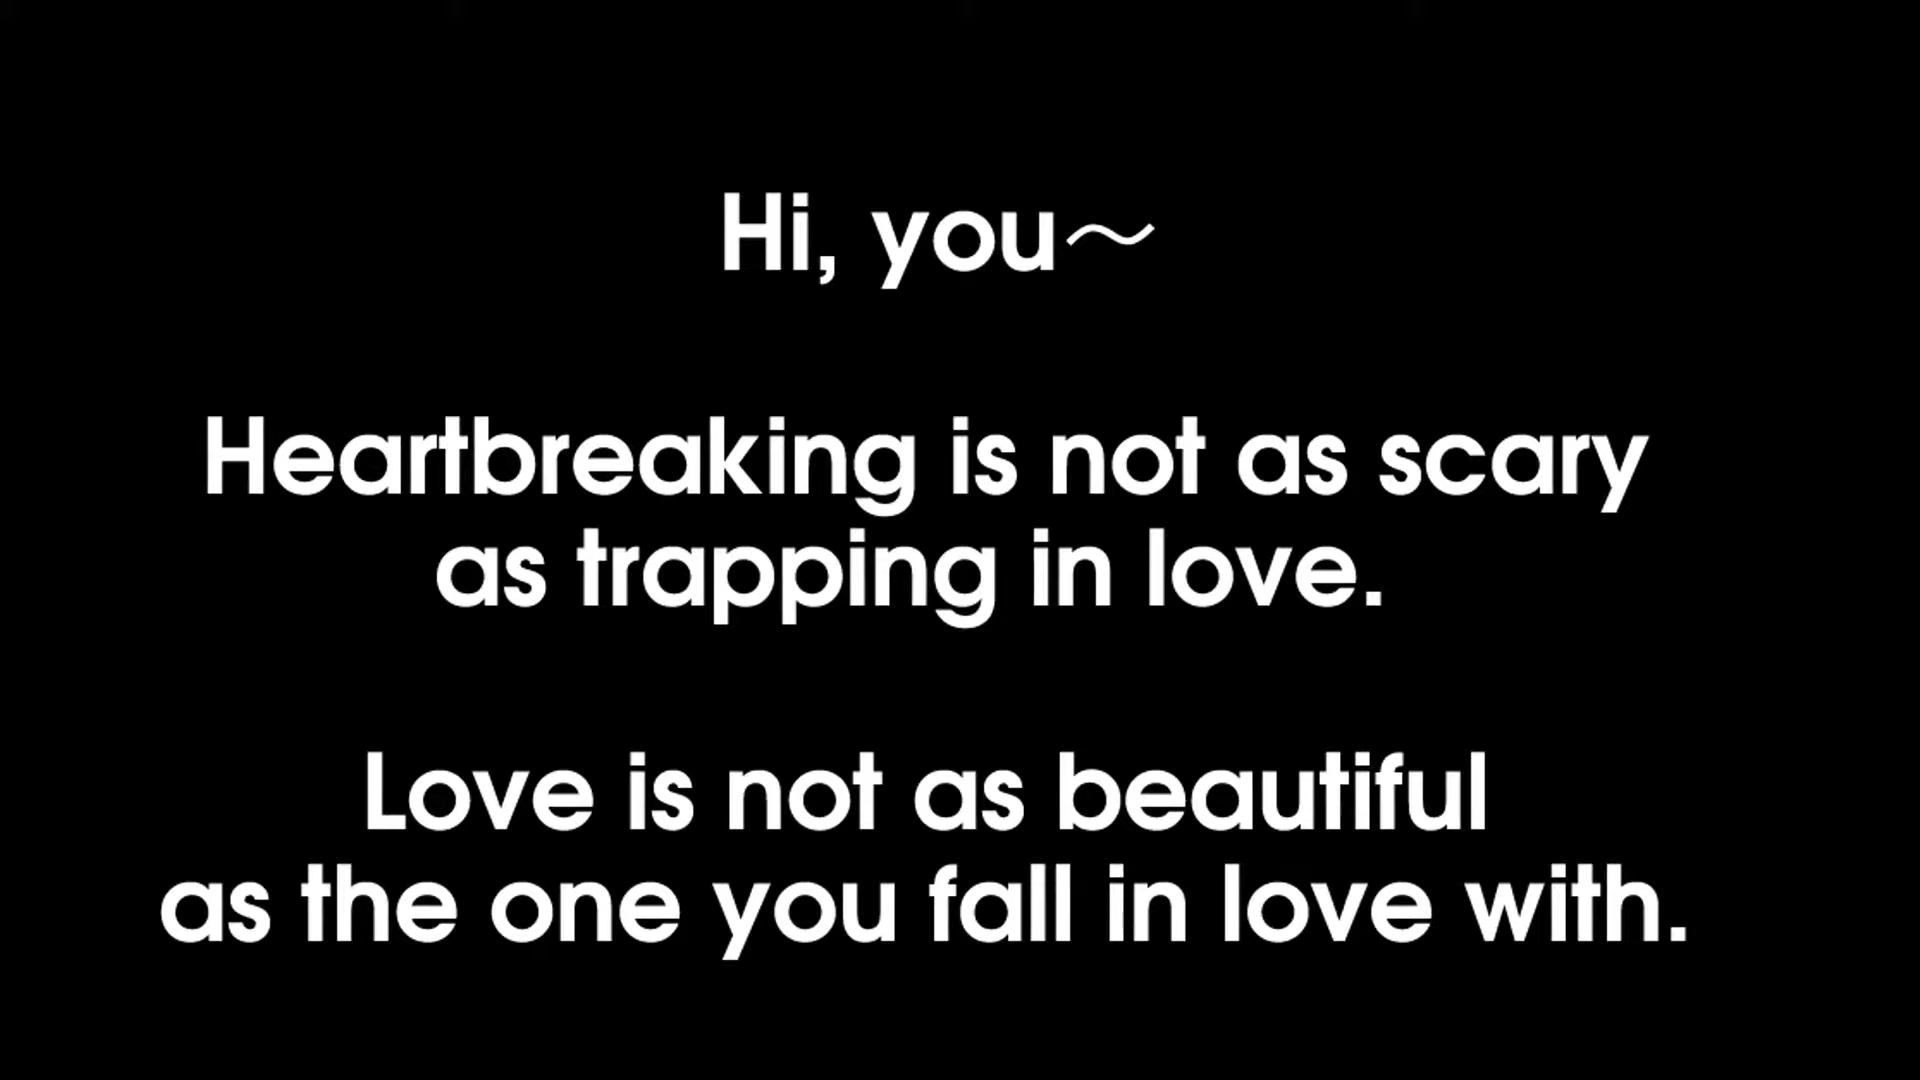 Hi, you～
Heartbreaking is not as scary
as trapping in love.
Love is not as beautiful
as the one you fall in love with.